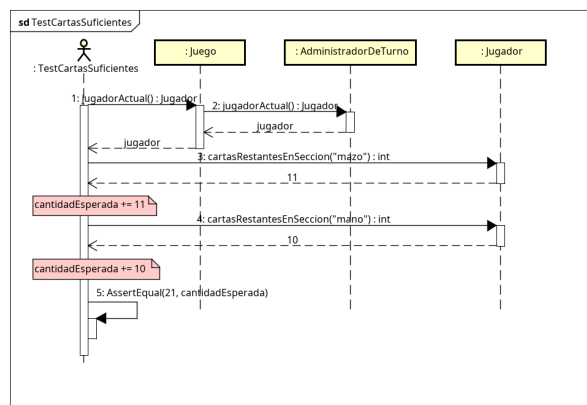 sd TestCartasSuficientes
: TestCartasSuficientes
: Juego
: AdministradorDeTurno
: Jugador
1: jugadorActual() : Jugador
2: jugadorActual() : Jugador
jugador
jugador
3: cartasRestantesEnSeccion("mazo") : int
11
cantidadEsperada += 11
4: cartasRestantesEnSeccion("mano") : int
10
cantidadEsperada += 10
5: AssertEqual(21, cantidadEsperada)